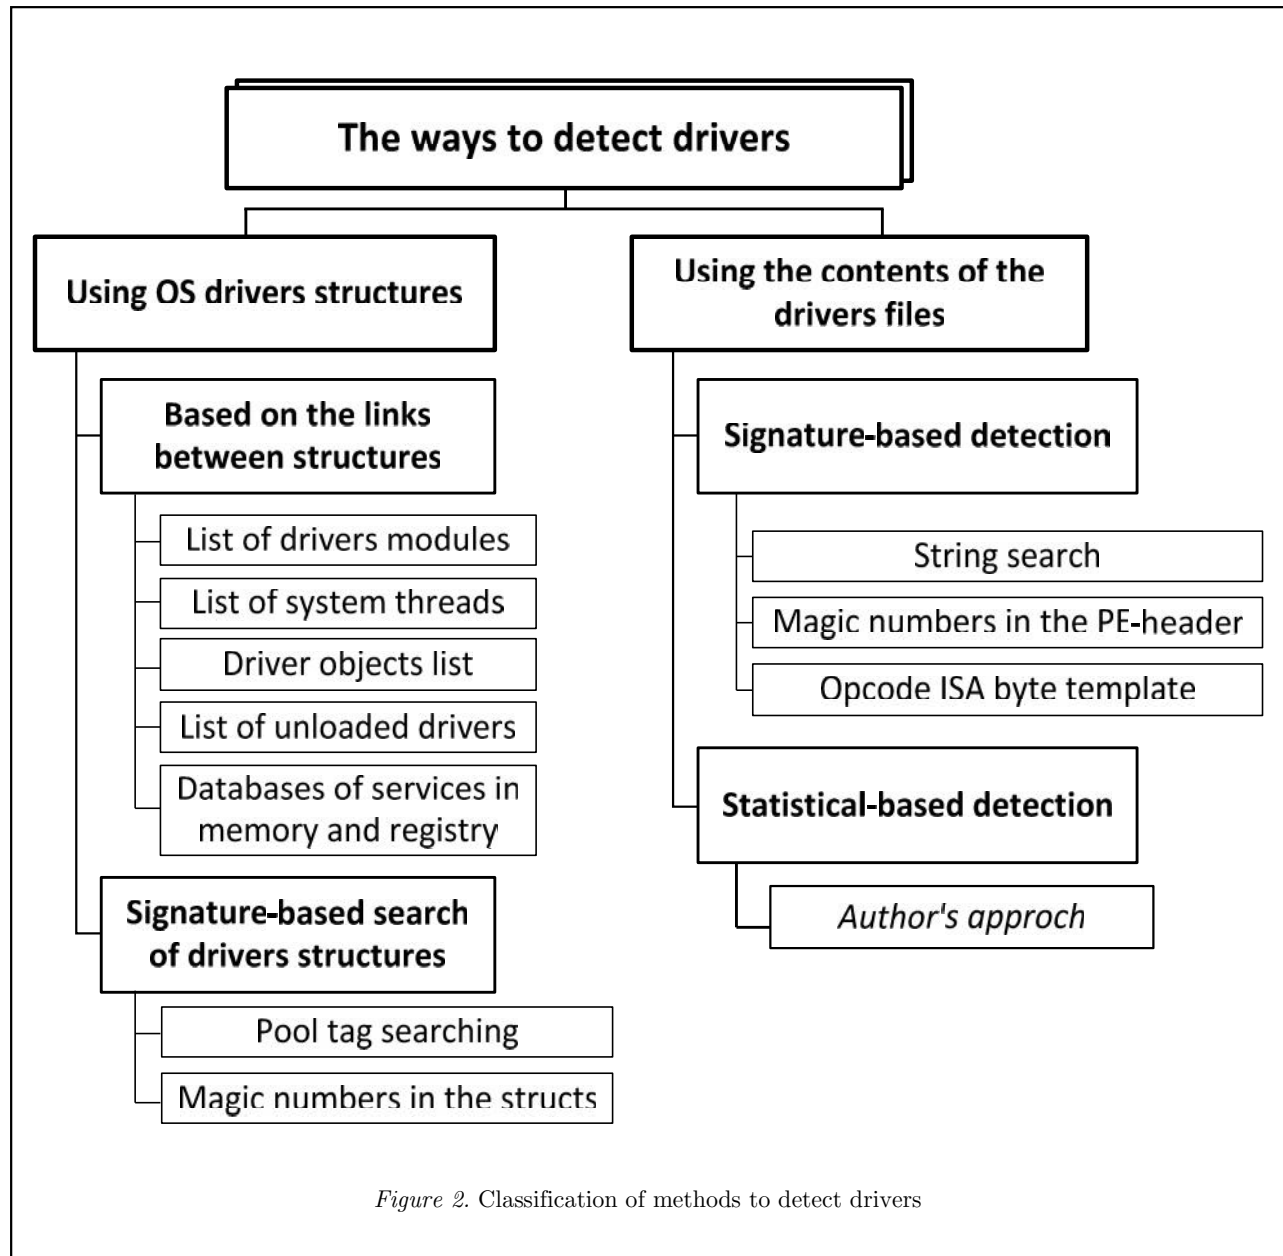 The ways to detect drivers
Using OS drivers structures
Based on the links
between structures
List of drivers modules
List of system threads
Driver objects list
List of unloaded drivers
Databases of services in
memory and registry
Signature-based search
of drivers structures
Pool tag searching
Magic numbers in the structs
Using the contents of the
drivers files
Signature-based detection
String search
Magic numbers in the PE-header
Opcode ISA byte template
Statistical-based detection
Author's approch
Figure 2. Classification of methods to detect drivers